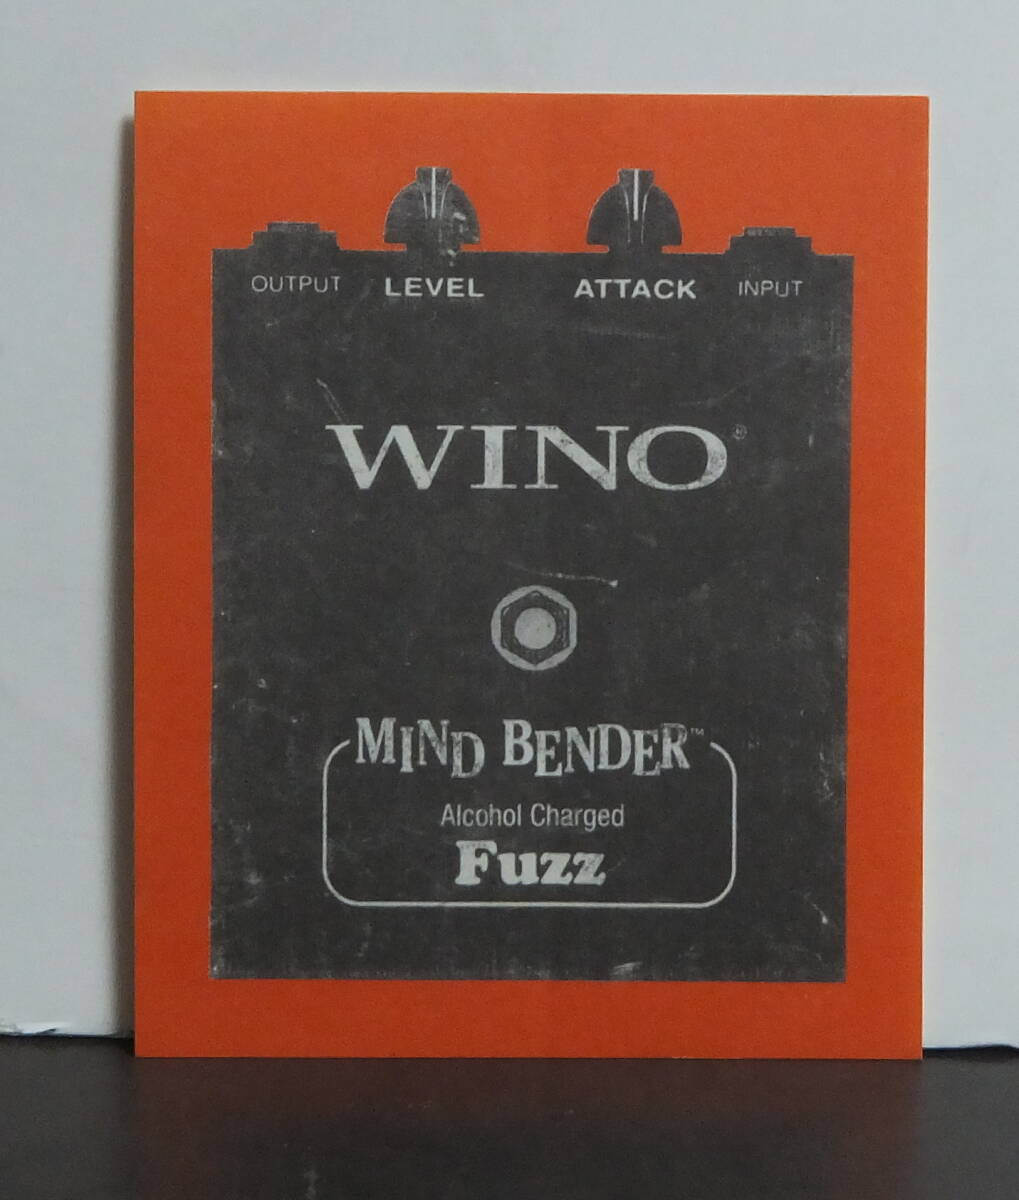 OUTPUT LEVEL ATTACK INPUT
WINO®
MIND BENDER™
Alcohol Charged
Fuzz